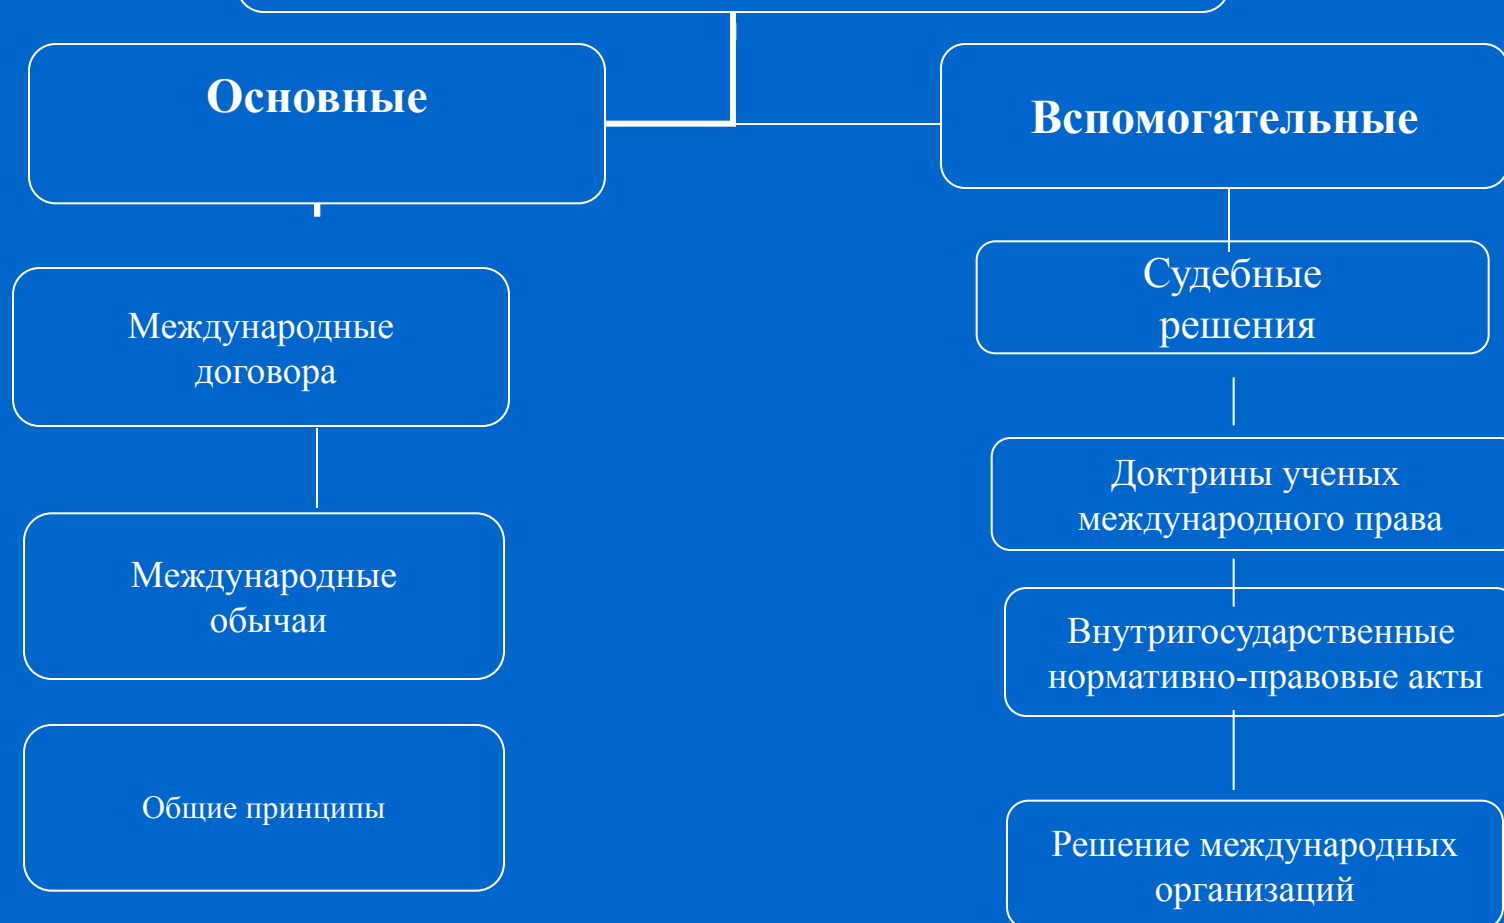 Основные
Международные
договора
Международные
обычаи
Общие принципы
Вспомогательные
Судебные
решения
Доктрины ученых
международного права
Внутригосударственные
нормативно-правовые акты
Решение международных
организаций